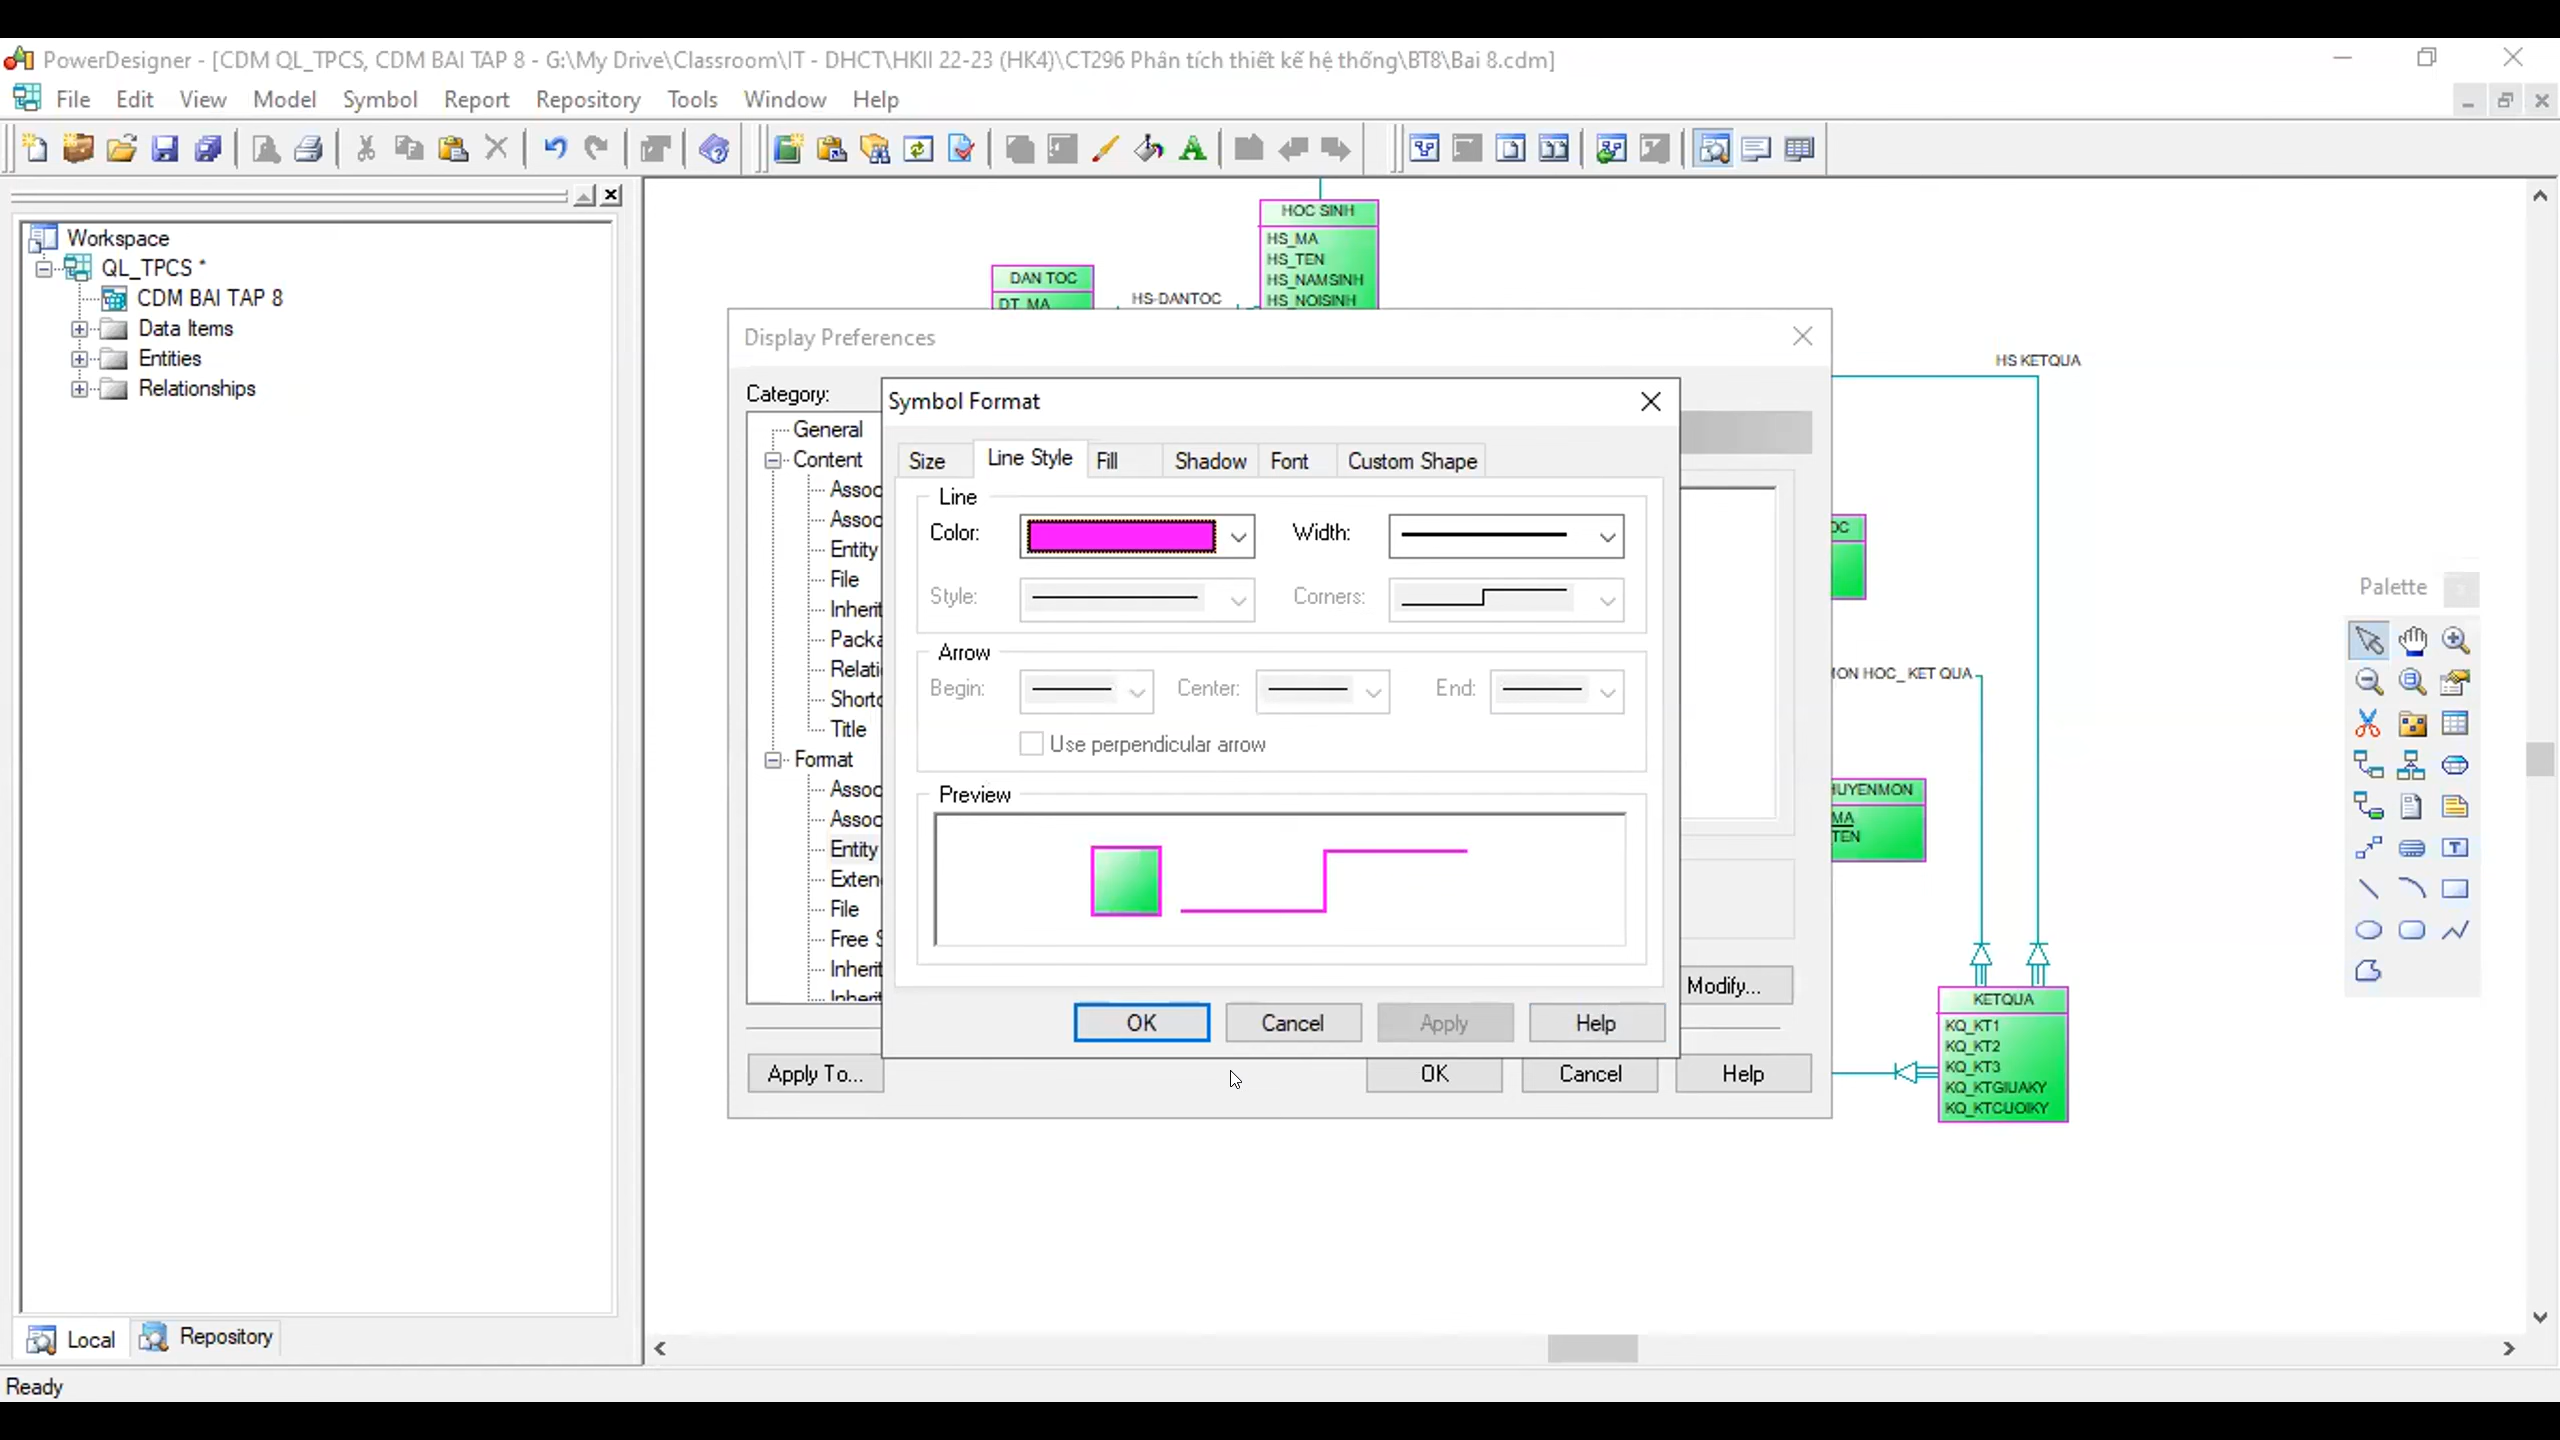 PowerDesigner - [CDM QL_TPCS, CDM BAI TAP 8 - G:\My Drive\Classroom\IT - DHCT\HKII 22-23 (HK4)\CT296 Phân tích thiết kế hệ thống\BT8\Bai 8.cdm]
File Edit View Model Symbol Report Repository Tools Window Help
Workspace
QL_TPCS *
CDM BAI TAP 8
Data Items
Entities
Relationships
HOC SINH
HS_MA
HS_TEN
HS_NAMSINH
HS_NOISINH
DAN TOC
DT_MA
HS-DANTOC
HS KETQUA
Display Preferences
Category:
General
Content
Assoc
Assoc
Entity
File
Inherit
Packa
Relati
Shorto
Title
Format
Assoc
Assoc
Entity
Exten
File
Free S
Inherit
Inherit
Symbol Format
Size Line Style Fill Shadow Font Custom Shape
Line
Color: Width:
Style: Corners:
Arrow
Begin: Center: End:
Use perpendicular arrow
Preview
OK Cancel Apply Help
Modify...
Apply To... OK Cancel Help
OC
ION HOC_ KET QUA
HUYENMON
MA
TEN
KETQUA
KQ_KT1
KQ_KT2
KQ_KT3
KQ_KTGIUAKY
KQ_KTCUOIKY
Palette
Local Repository
Ready